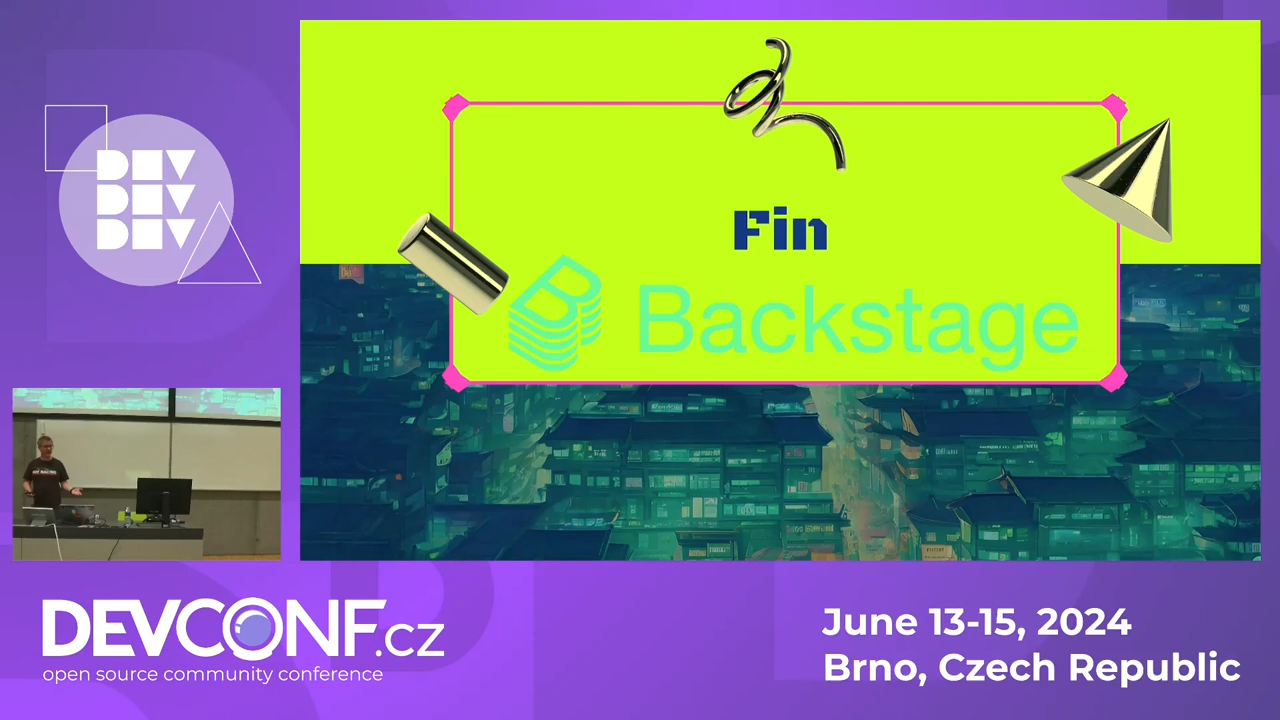 DEV
DEV
DEV
Fin
Backstage
DEVCONF.cz
open source community conference
June 13-15, 2024
Brno, Czech Republic